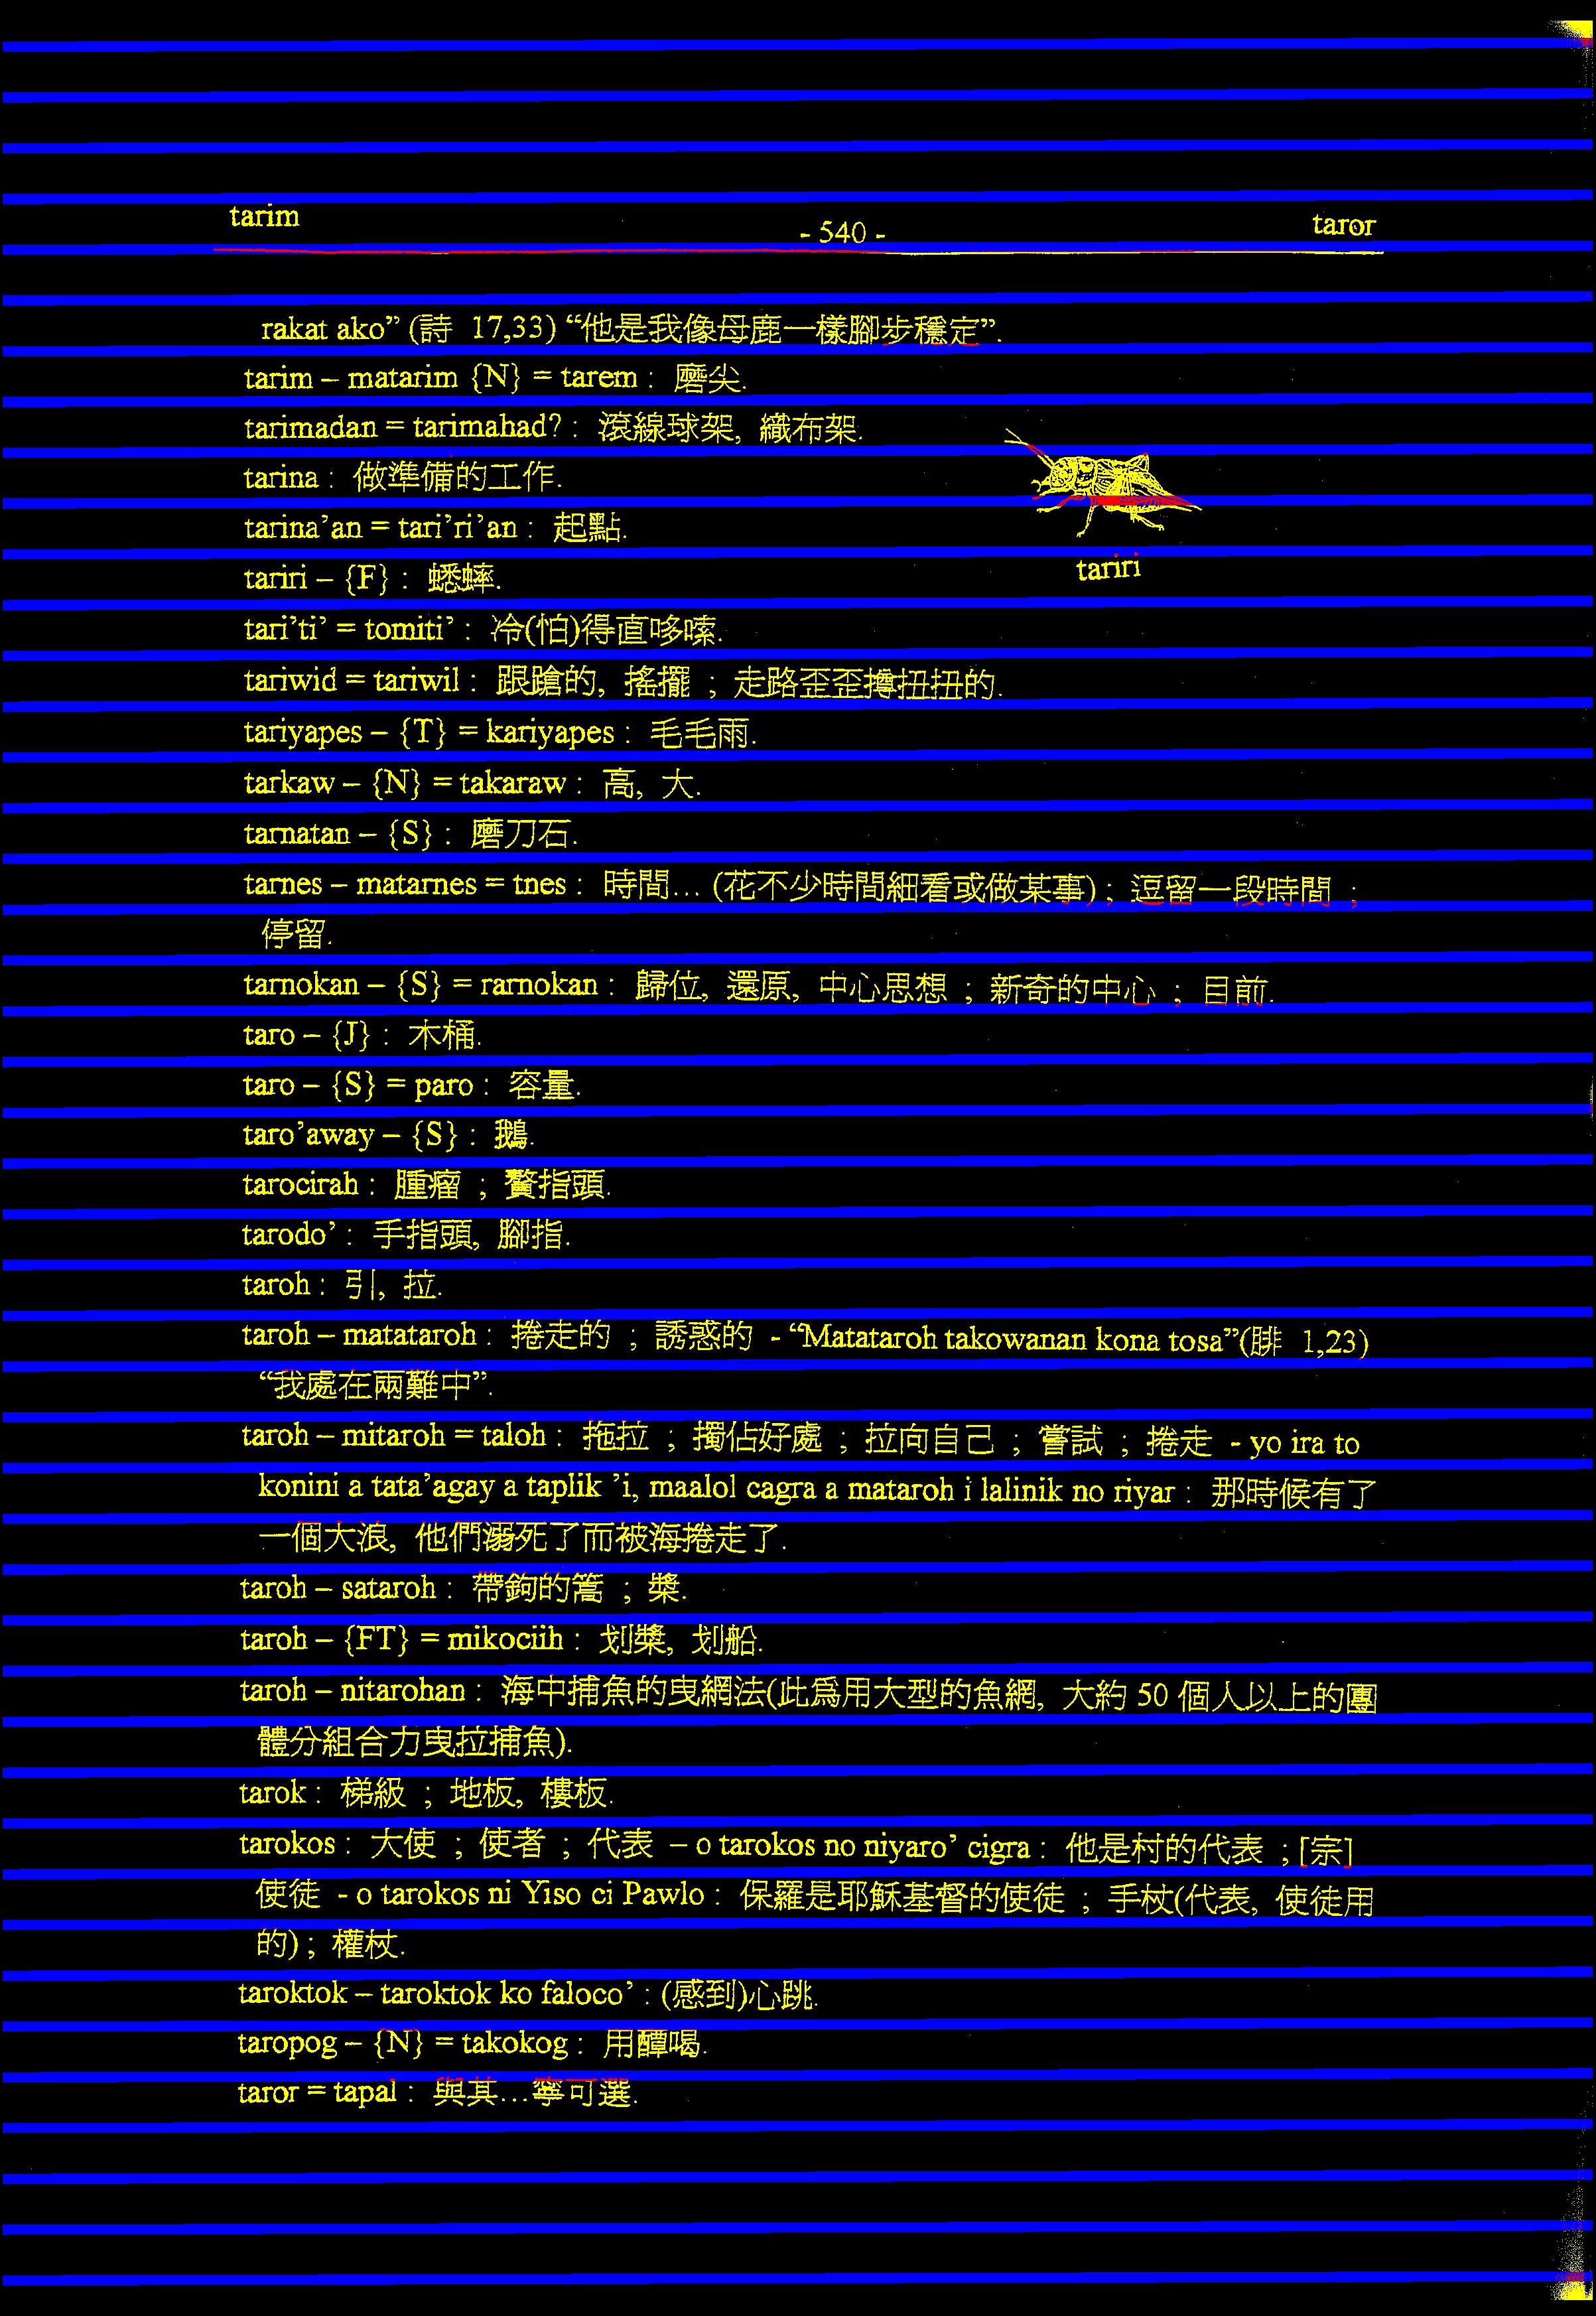 tarim - 540 - taror
rakat ako” (詩 17,33) “他是我像母鹿一樣腳步穩定”.
tarim – matarim {N} = tarem : 磨尖.
tarimadan = tarimahad? : 滾線球架, 織布架.
tarina : 做準備的工作.
tarina’an = tari’ri’an : 起點.
tariri – {F} : 蟋蟀.
tariri
tari’ti’ = tomiti’ : 冷(怕)得直哆嗦.
tariwid = tariwil : 踉蹌的, 搖擺 ; 走路歪歪撙扭扭的.
tariyapes – {T} = kariyapes : 毛毛雨.
tarkaw – {N} = takaraw : 高, 大.
tarnatan – {S} : 磨刀石.
tarnes – matarnes = tnes : 時間... (花不少時間細看或做某事) ; 逗留一段時間 ;
停留.
tarnokan – {S} = rarnokan : 歸位, 還原, 中心思想 ; 新奇的中心 ; 目前.
taro – {J} : 木桶.
taro – {S} = paro : 容量.
taro’away – {S} : 鵝.
tarocirah : 腫瘤 ; 贅指頭.
tarodo’ : 手指頭, 腳指.
taroh : 引, 拉.
taroh – matataroh : 捲走的 ; 誘惑的 - “Matataroh takowanan kona tosa”(腓 1,23)
“我處在兩難中”.
taroh – mitaroh = taloh : 拖拉 ; 獨佔好處 ; 拉向自己 ; 嘗試 ; 捲走 - yo ira to
konini a tata’agay a taplik ’i, maalol cagra a mataroh i lalinik no riyar : 那時候有了
一個大浪, 他們溺死了而被海捲走了.
taroh – sataroh : 帶鉤的篙 ; 槳.
taroh – {FT} = mikociih : 划槳, 划船.
taroh – nitarohan : 海中捕魚的曳網法(此為用大型的魚網, 大約 50 個人以上的團
體分組合力曳拉捕魚).
tarok : 梯級 ; 地板, 樓板.
tarokos : 大使 ; 使者 ; 代表 – o tarokos no niyaro’ cigra : 他是村的代表 ; [宗]
使徒 - o tarokos ni Yiso ci Pawlo : 保羅是耶穌基督的使徒 ; 手杖(代表, 使徒用
的) ; 權杖.
taroktok – taroktok ko faloco’ : (感到)心跳.
taropog – {N} = takokog : 用罈喝.
taror = tapal : 與其...寧可選.